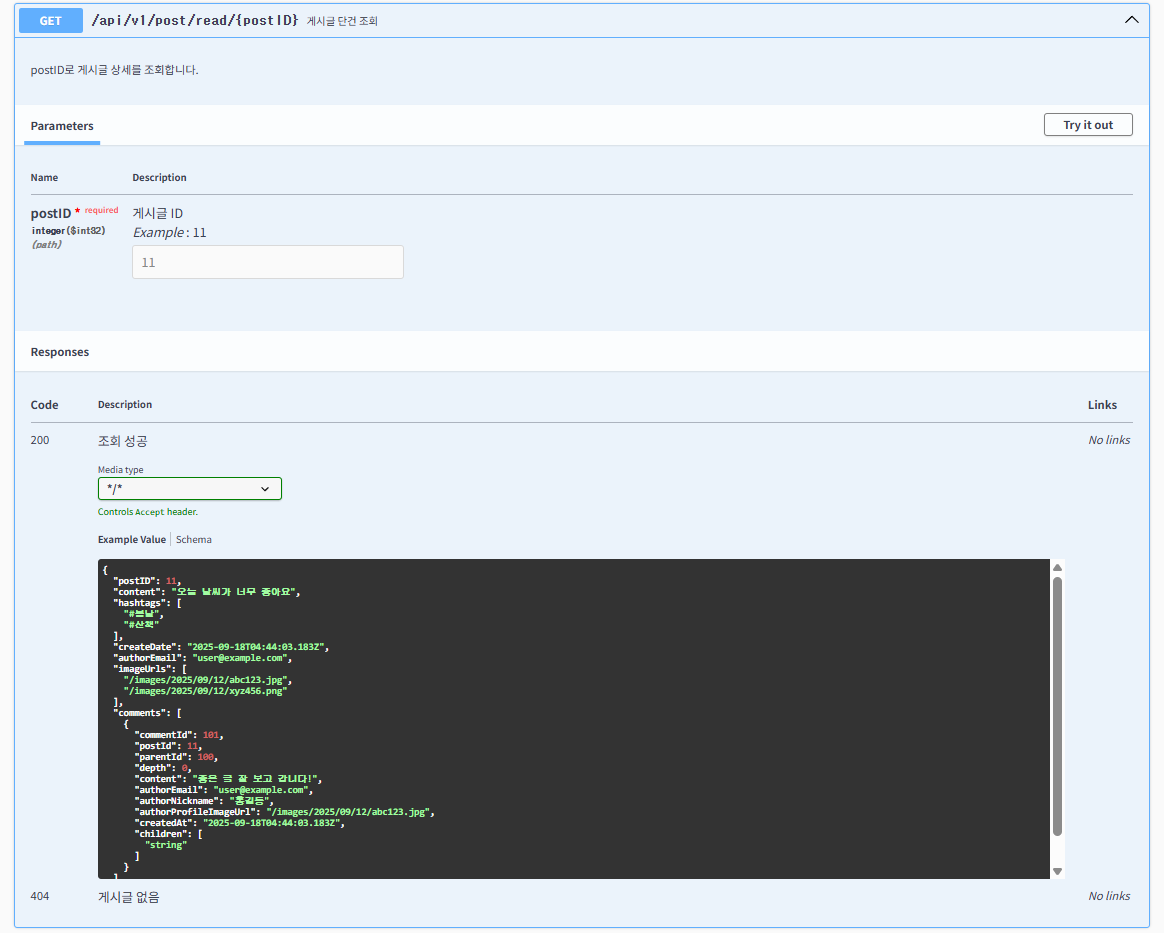 GET /api/v1/post/read/{postID} 게시글 단건 조회
postID로 게시글 상세를 조회합니다.
Parameters
Try it out
Name Description
postID * required 게시글 ID
integer($int32) Example : 11
(path)
11
Responses
Code Description Links
200 조회 성공 No links
Media type
*/*
Controls Accept header.
Example Value Schema
{
"postID": 11,
"content": "오늘 날씨가 너무 좋아요",
"hashtags": [
"#봄날",
"#산책"
],
"createDate": "2025-09-18T04:44:03.183Z",
"authorEmail": "user@example.com",
"imageUrls": [
"/images/2025/09/12/abc123.jpg",
"/images/2025/09/12/xyz456.png"
],
"comments": [
{
"commentId": 101,
"postId": 11,
"parentId": 100,
"depth": 0,
"content": "좋은 글 잘 보고 갑니다!",
"authorEmail": "user@example.com",
"authorNickname": "홍길동",
"authorProfileImageUrl": "/images/2025/09/12/abc123.jpg",
"createdAt": "2025-09-18T04:44:03.183Z",
"children": [
"string"
]
}
]
404 게시글 없음 No links